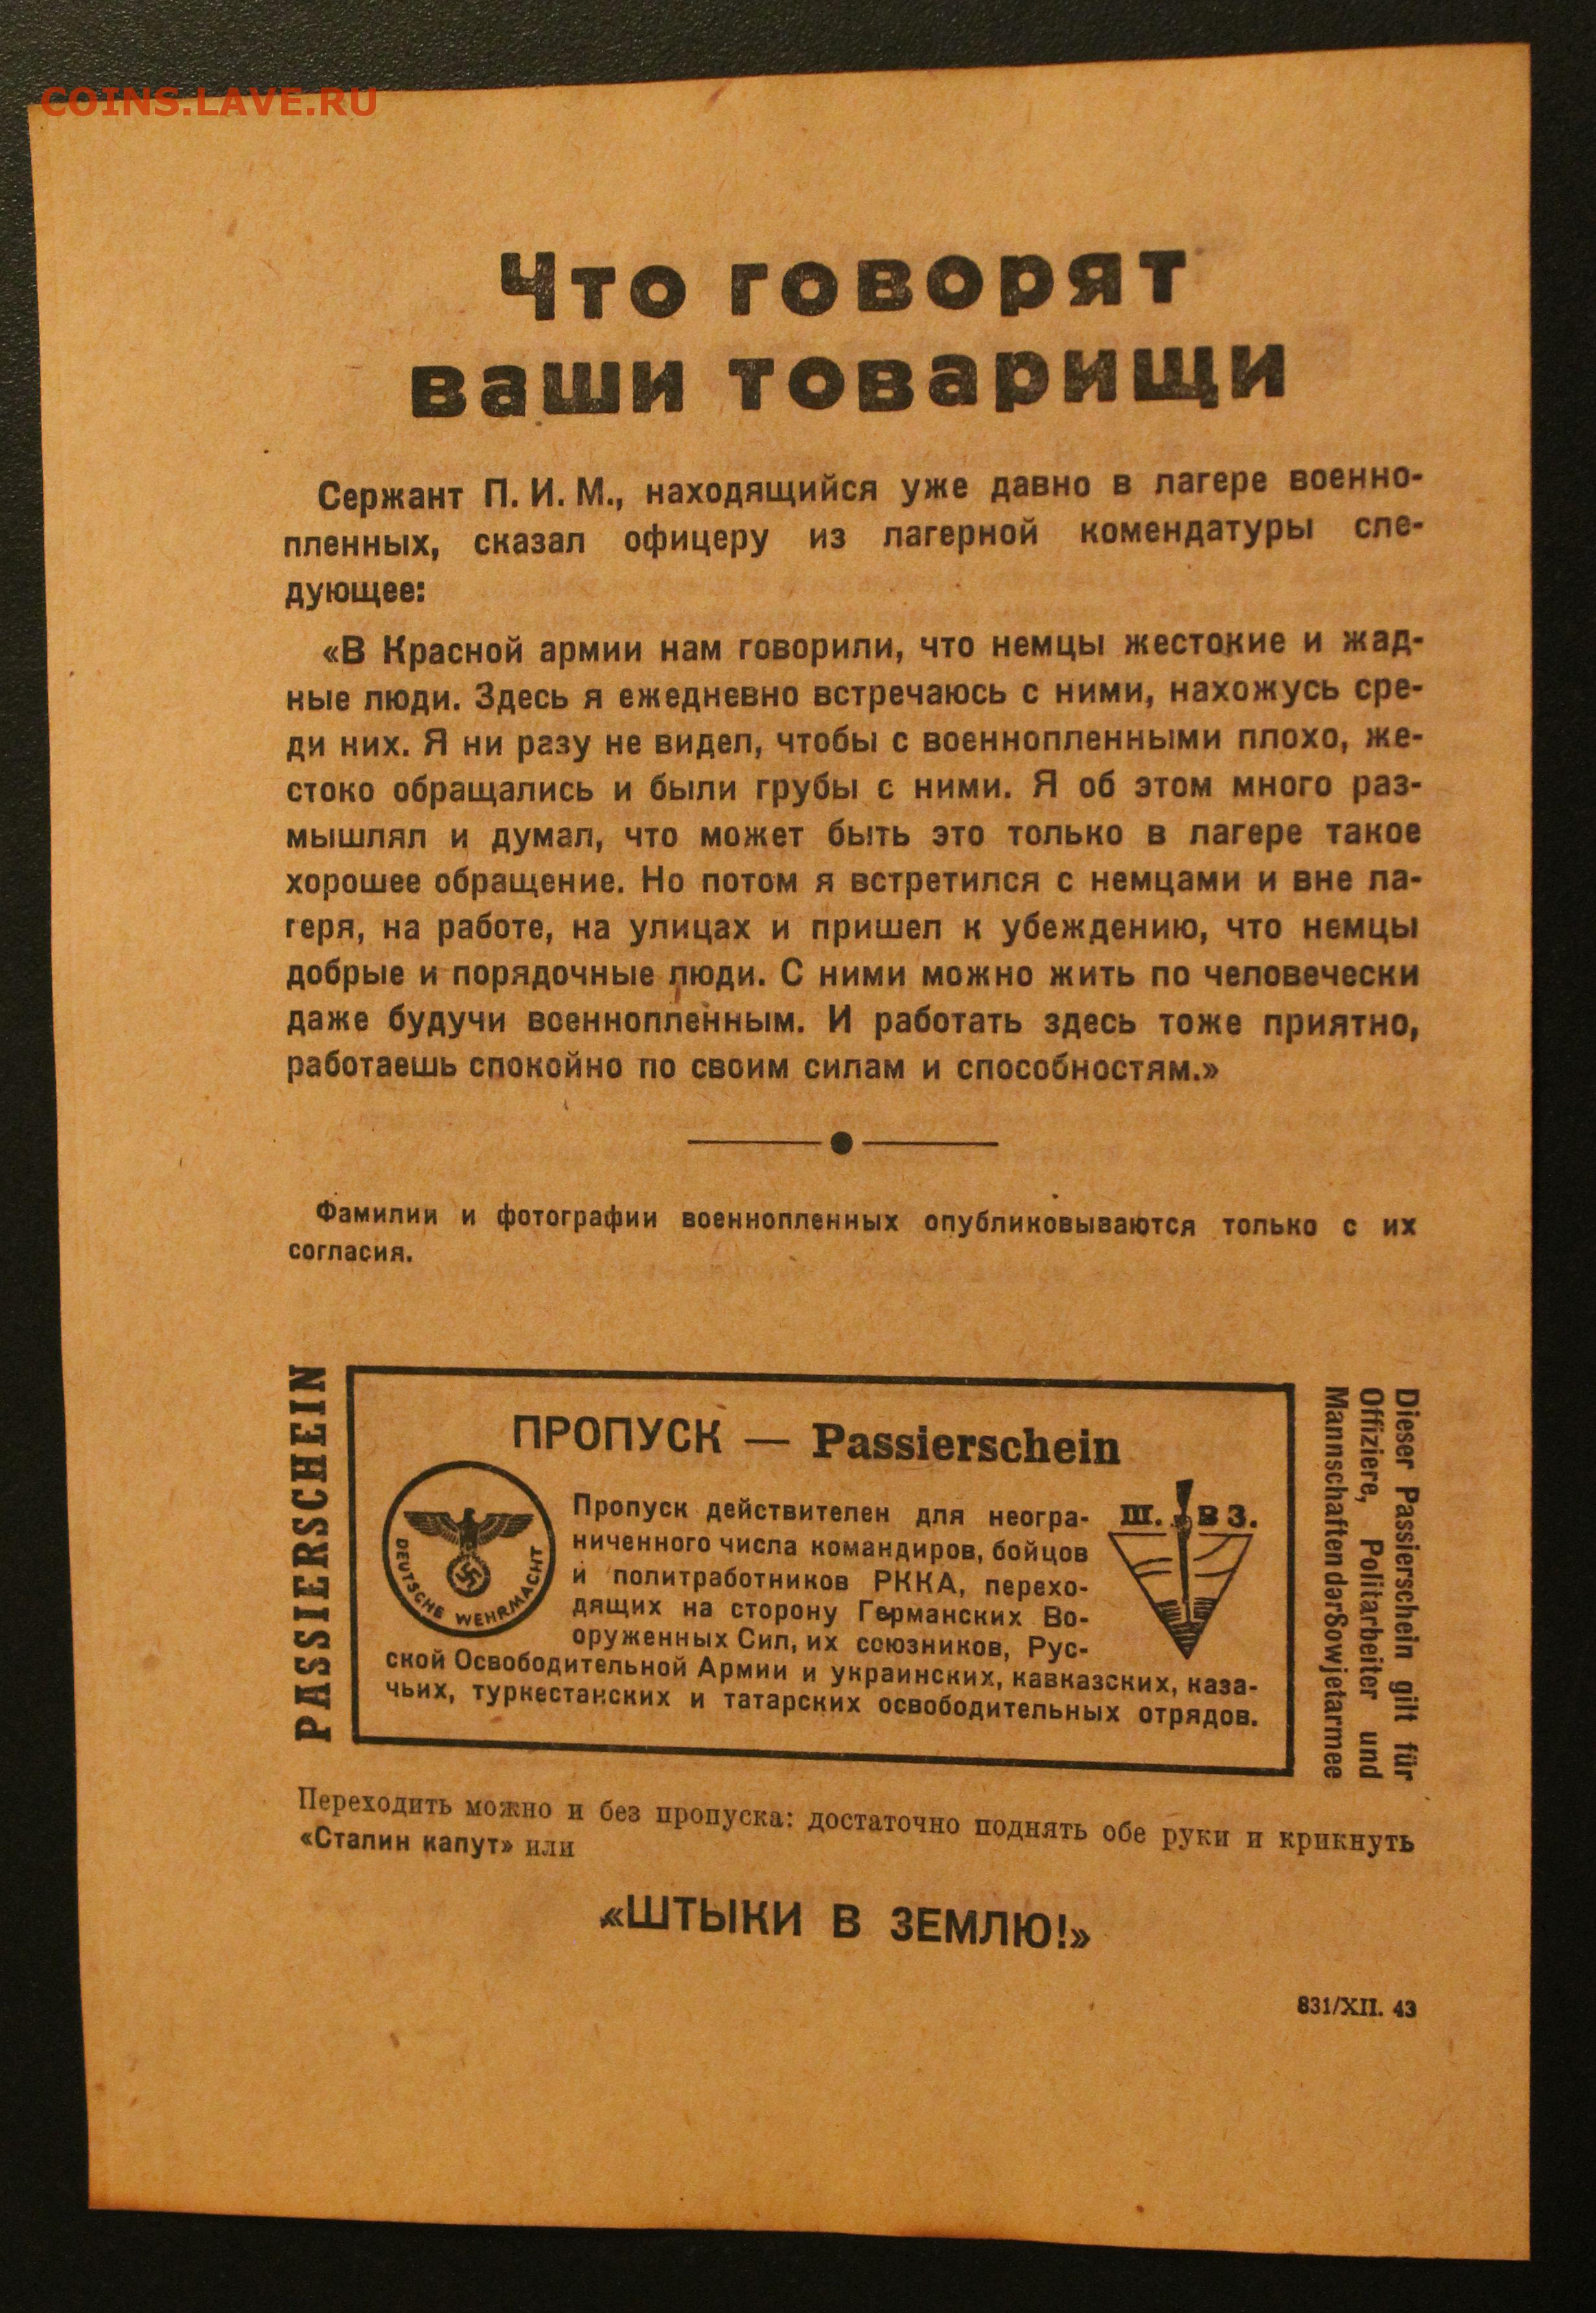 COINS.LAVE.RU
Что говорят
ваши товарищи
Сержант П. И. М., находящийся уже давно в лагере военно-
пленных, сказал офицеру из лагерной комендатуры сле-
дующее:
«В Красной армии нам говорили, что немцы жестокие и жад-
ные люди. Здесь я ежедневно встречаюсь с ними, нахожусь сре-
ди них. Я ни разу не видел, чтобы с военнопленными плохо, же-
стоко обращались и были грубы с ними. Я об этом много раз-
мышлял и думал, что может быть это только в лагере такое
хорошее обращение. Но потом я встретился с немцами и вне ла-
геря, на работе, на улицах и пришел к убеждению, что немцы
добрые и порядочные люди. С ними можно жить по человечески
даже будучи военнопленным. И работать здесь тоже приятно,
работаешь спокойно по своим силам и способностям.»
Фамилии и фотографии военнопленных опубликовываются только с их
согласия.
PASSIERSCHEIN
ПРОПУСК — Passierschein
DEUTSCHE WEHRMACHT
Пропуск действителен для неогра-
ниченного числа командиров, бойцов
и политработников РККА, перехо-
дящих на сторону Германских Во-
оруженных Сил, их союзников, Рус-
ской Освободительной Армии и украинских, кавказских, каза-
чьих, туркестанских и татарских освободительных отрядов.
Ш. В З.
Dieser Passierschein gilt für
Offiziere, Politarbeiter und
Mannschaften der Sowjetarmee
Переходить можно и без пропуска: достаточно поднять обе руки и крикнуть
«Сталин капут» или
«ШТЫКИ В ЗЕМЛЮ!»
831/XII. 43